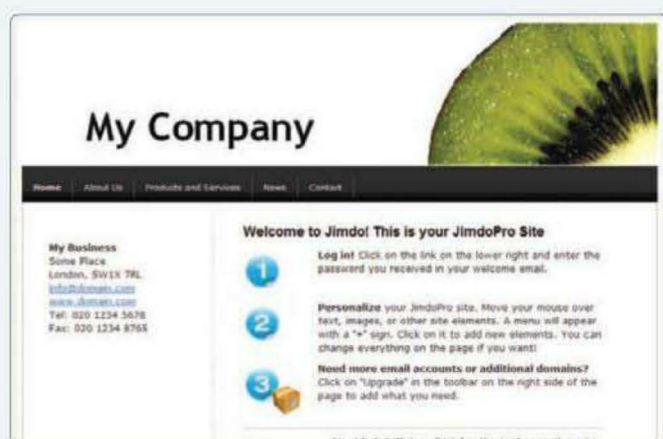 My Company
Home About Us Products and Services News Contact
My Business
Some Place
London, SW1X 7RL
info@domain.com
www.domain.com
Tel: 020 1234 5678
Fax: 020 1234 8765
Welcome to Jimdo! This is your JimdoPro Site
1
Log in! Click on the link on the lower right and enter the
password you received in your welcome email.
2
Personalize your JimdoPro site. Move your mouse over
text, images, or other site elements. A menu will appear
with a "+" sign. Click on it to add new elements. You can
change everything on the page if you want!
3
Need more email accounts or additional domains?
Click on "Upgrade" in the toolbar on the right side of the
page to add what you need.